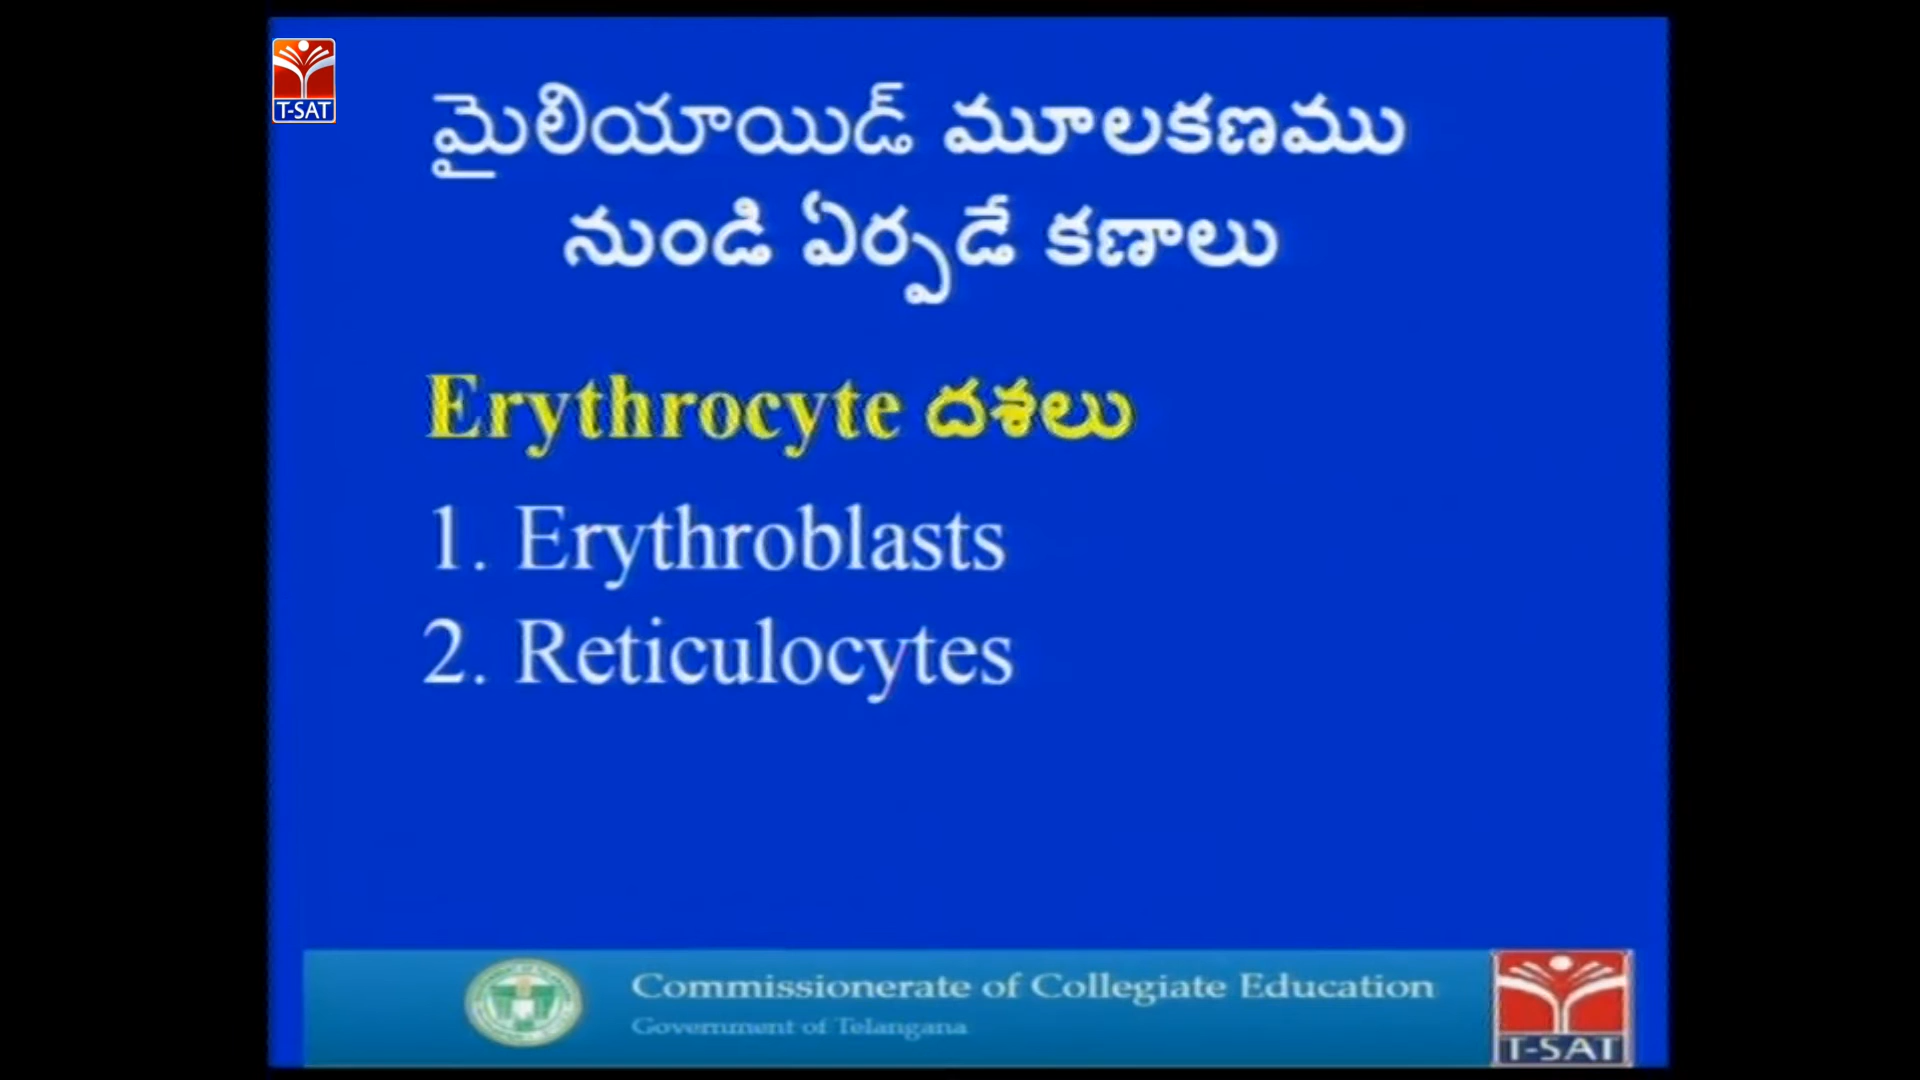 T-SAT
మైలియాయిడ్ మూలకణము
నుండి ఏర్పడే కణాలు
Erythrocyte దశలు
1. Erythroblasts
2. Reticulocytes
Commissionerate of Collegiate Education
Government of Telangana
T-SAT